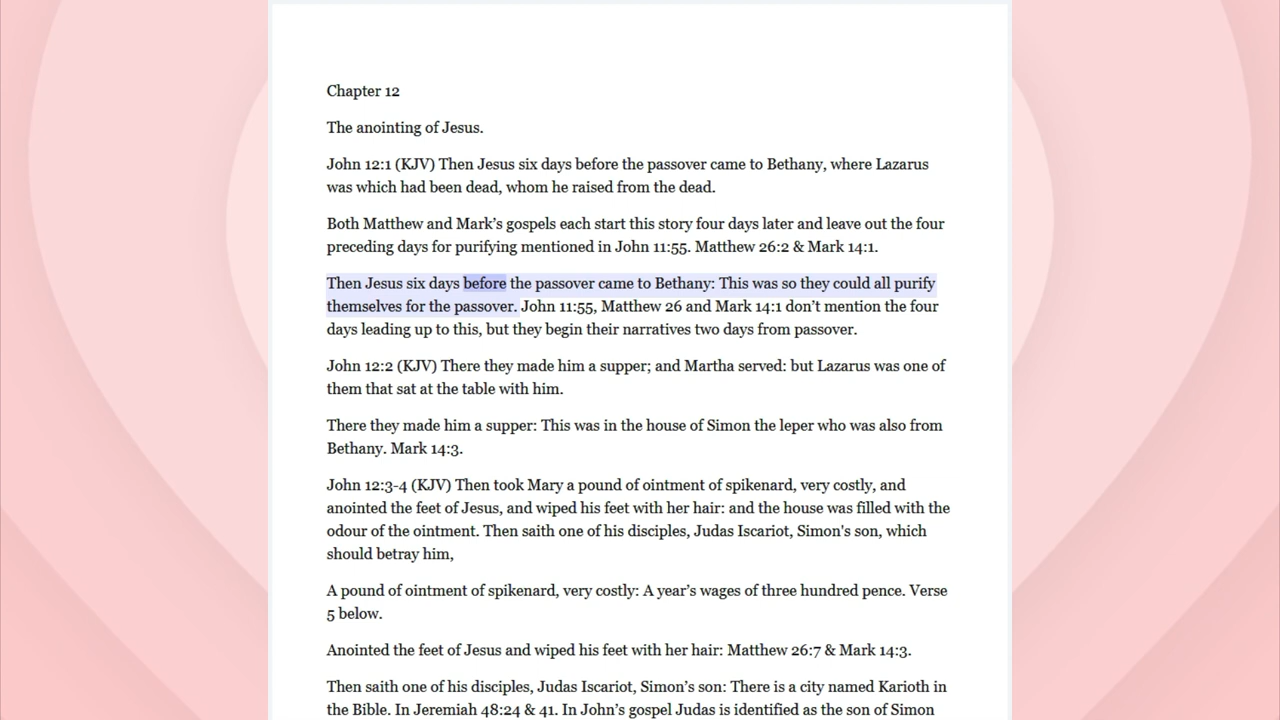 Chapter 12
The anointing of Jesus.
John 12:1 (KJV) Then Jesus six days before the passover came to Bethany, where Lazarus
was which had been dead, whom he raised from the dead.
Both Matthew and Mark’s gospels each start this story four days later and leave out the four
preceding days for purifying mentioned in John 11:55. Matthew 26:2 & Mark 14:1.
Then Jesus six days before the passover came to Bethany: This was so they could all purify
themselves for the passover. John 11:55, Matthew 26 and Mark 14:1 don’t mention the four
days leading up to this, but they begin their narratives two days from passover.
John 12:2 (KJV) There they made him a supper; and Martha served: but Lazarus was one of
them that sat at the table with him.
There they made him a supper: This was in the house of Simon the leper who was also from
Bethany. Mark 14:3.
John 12:3-4 (KJV) Then took Mary a pound of ointment of spikenard, very costly, and
anointed the feet of Jesus, and wiped his feet with her hair: and the house was filled with the
odour of the ointment. Then saith one of his disciples, Judas Iscariot, Simon's son, which
should betray him,
A pound of ointment of spikenard, very costly: A year’s wages of three hundred pence. Verse
5 below.
Anointed the feet of Jesus and wiped his feet with her hair: Matthew 26:7 & Mark 14:3.
Then saith one of his disciples, Judas Iscariot, Simon’s son: There is a city named Karioth in
the Bible. In Jeremiah 48:24 & 41. In John’s gospel Judas is identified as the son of Simon